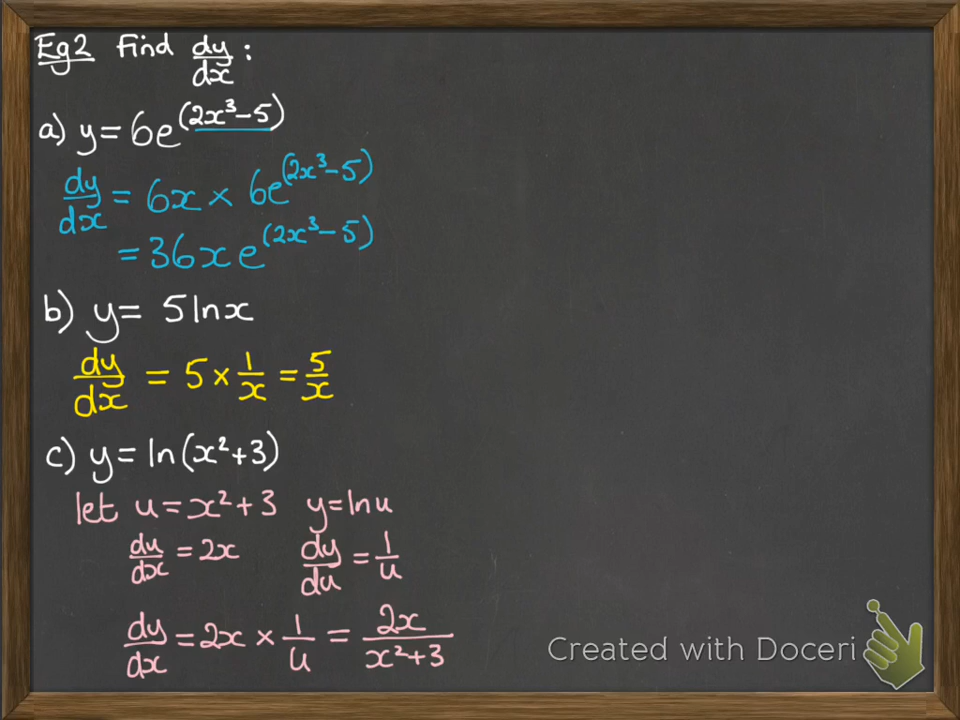 Eg2 Find dy/dx :
a) y = 6e^(2x³-5)
dy/dx = 6x × 6e^(2x³-5)
= 36xe^(2x³-5)
b) y = 5lnx
dy/dx = 5 × 1/x = 5/x
c) y = ln(x²+3)
let u = x²+3 y = lnu
du/dx = 2x dy/du = 1/u
dy/dx = 2x × 1/u = 2x/x²+3
Created with Doceri